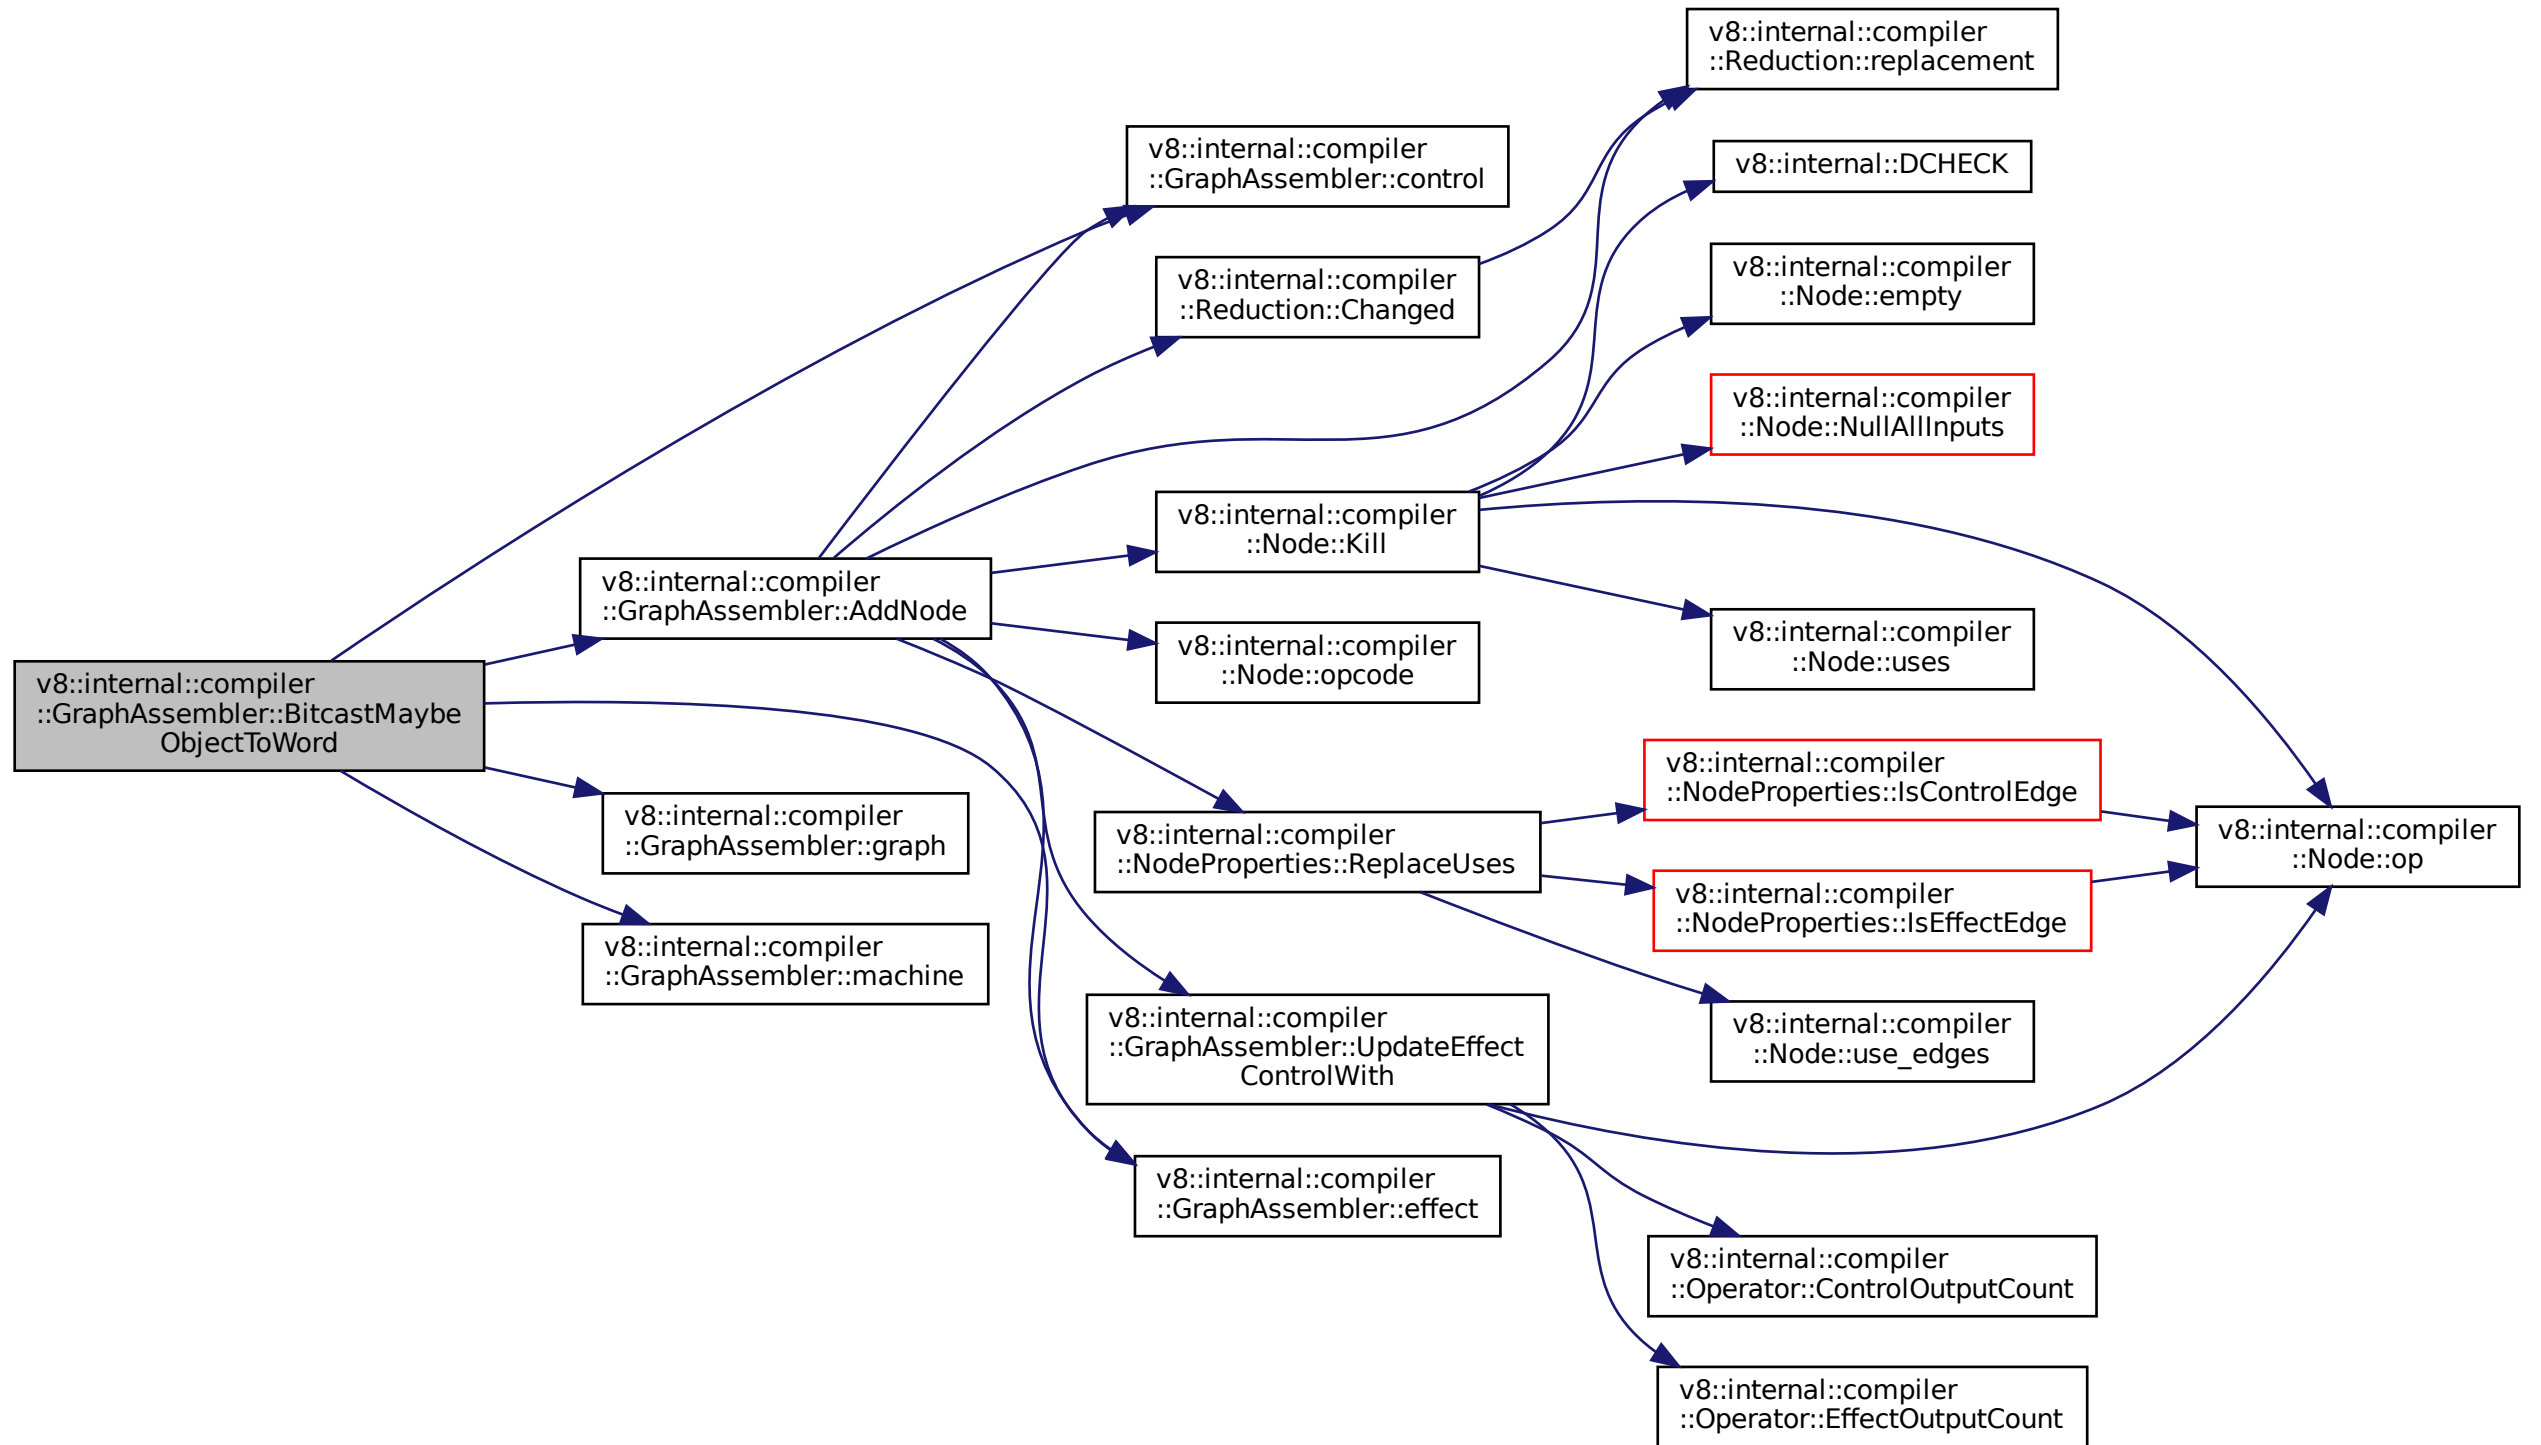 v8::internal::compiler
::GraphAssembler::BitcastMaybe
ObjectToWord
v8::internal::compiler
::GraphAssembler::AddNode
v8::internal::compiler
::GraphAssembler::graph
v8::internal::compiler
::GraphAssembler::machine
v8::internal::compiler
::GraphAssembler::control
v8::internal::compiler
::Reduction::Changed
v8::internal::compiler
::Node::Kill
v8::internal::compiler
::Node::opcode
v8::internal::compiler
::NodeProperties::ReplaceUses
v8::internal::compiler
::GraphAssembler::UpdateEffect
ControlWith
v8::internal::compiler
::GraphAssembler::effect
v8::internal::compiler
::Reduction::replacement
v8::internal::DCHECK
v8::internal::compiler
::Node::empty
v8::internal::compiler
::Node::NullAllInputs
v8::internal::compiler
::Node::uses
v8::internal::compiler
::NodeProperties::IsControlEdge
v8::internal::compiler
::NodeProperties::IsEffectEdge
v8::internal::compiler
::Node::use_edges
v8::internal::compiler
::Operator::ControlOutputCount
v8::internal::compiler
::Operator::EffectOutputCount
v8::internal::compiler
::Node::op